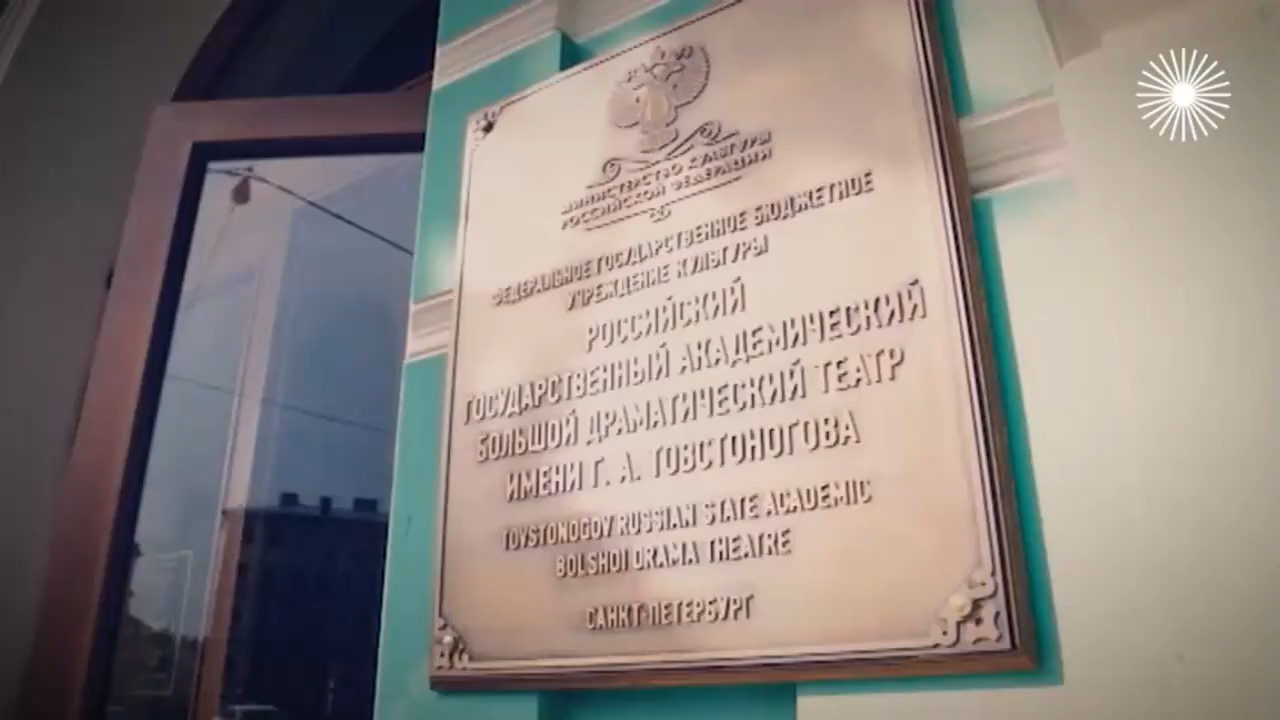 МИНИСТЕРСТВО КУЛЬТУРЫ
РОССИЙСКОЙ ФЕДЕРАЦИИ
ФЕДЕРАЛЬНОЕ ГОСУДАРСТВЕННОЕ БЮДЖЕТНОЕ
УЧРЕЖДЕНИЕ КУЛЬТУРЫ
РОССИЙСКИЙ
ГОСУДАРСТВЕННЫЙ АКАДЕМИЧЕСКИЙ
БОЛЬШОЙ ДРАМАТИЧЕСКИЙ ТЕАТР
ИМЕНИ Г. А. ТОВСТОНОГОВА
TOVSTONOGOV RUSSIAN STATE ACADEMIC
BOLSHOI DRAMA THEATRE
САНКТ-ПЕТЕРБУРГ